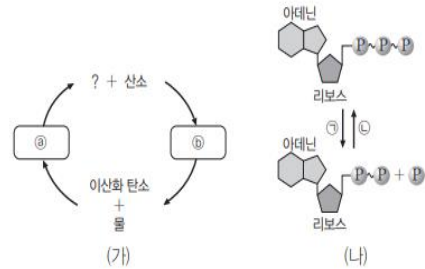 ? + 산소
ⓐ
ⓑ
이산화 탄소
+
물
(가)
아데닌
P P P
리보스
㉠ ㉡
아데닌
P P + P
리보스
(나)